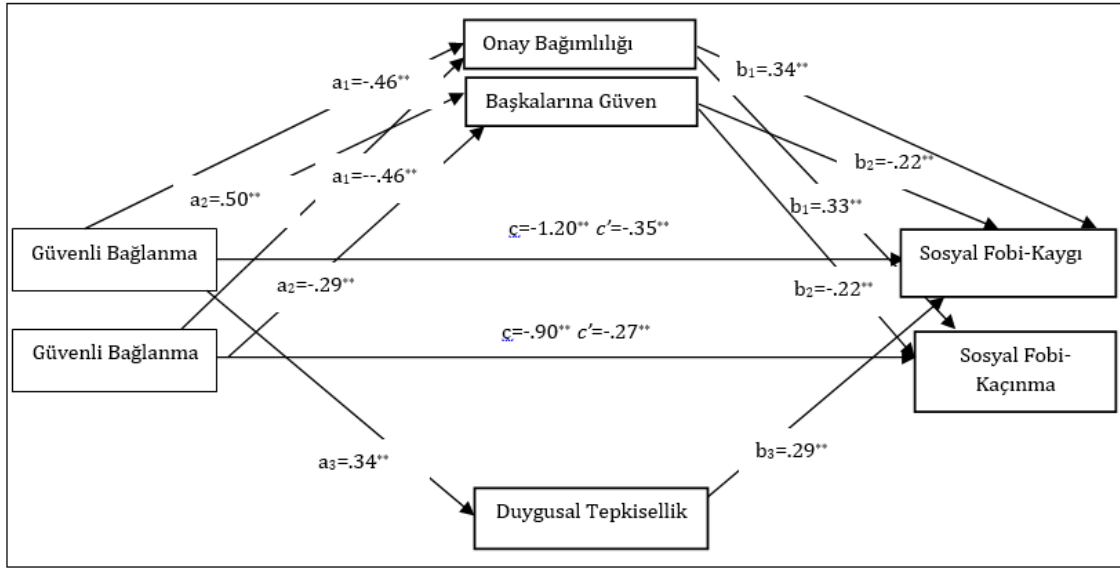 Onay Bağımlılığı
a₁=-.46**
b₁=.34**
Başkalarına Güven
a₂=.50**
a₁=--.46**
b₂=-.22**
b₁=.33**
Güvenli Bağlanma
c=-1.20** c’=-.35**
Sosyal Fobi-Kaygı
a₂=-.29**
b₂=-.22**
Güvenli Bağlanma
c=-.90** c’=-.27**
Sosyal Fobi-
Kaçınma
a₃=.34**
b₃=.29**
Duygusal Tepkisellik